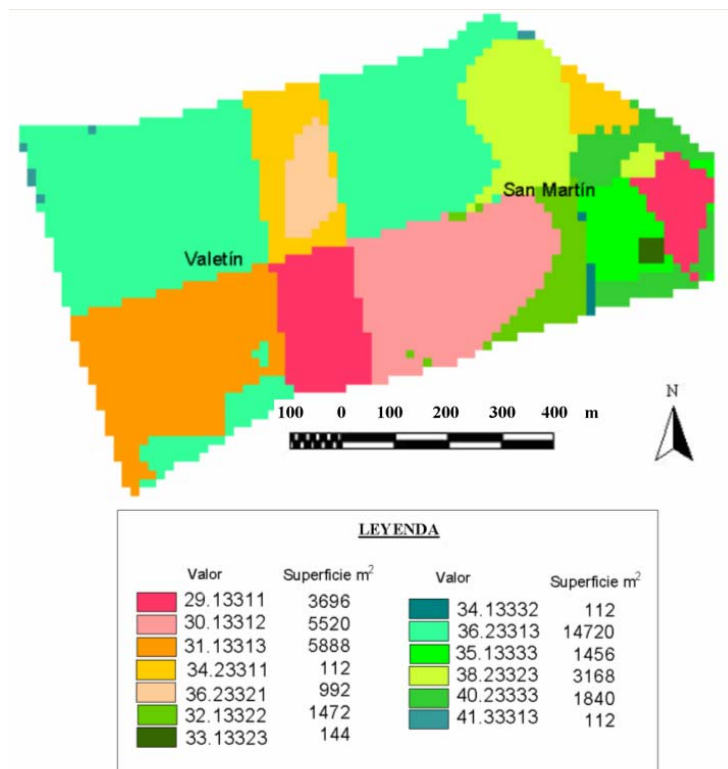 San Martín
Valetín
N
100 0 100 200 300 400 m
LEYENDA
Valor Superficie m2 Valor Superficie m2
29.13311 3696 34.13332 112
30.13312 5520 36.23313 14720
31.13313 5888 35.13333 1456
34.23311 112 38.23323 3168
36.23321 992 40.23333 1840
32.13322 1472 41.33313 112
33.13323 144